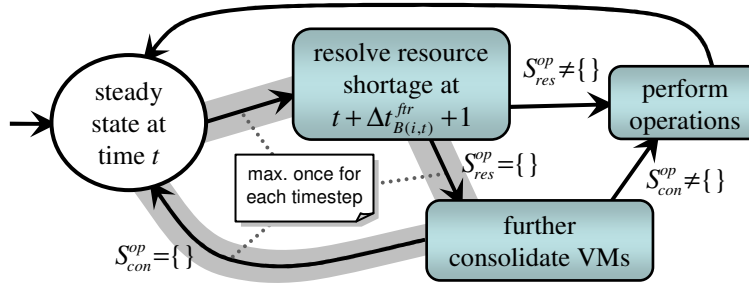 steady
state at
time t
resolve resource
shortage at
t + Δt^{ftr}_{B(i,t)} + 1
S^{op}_{res} ≠ {}
perform
operations
max. once for
each timestep
S^{op}_{res} = {}
S^{op}_{con} ≠ {}
further
consolidate VMs
S^{op}_{con} = {}